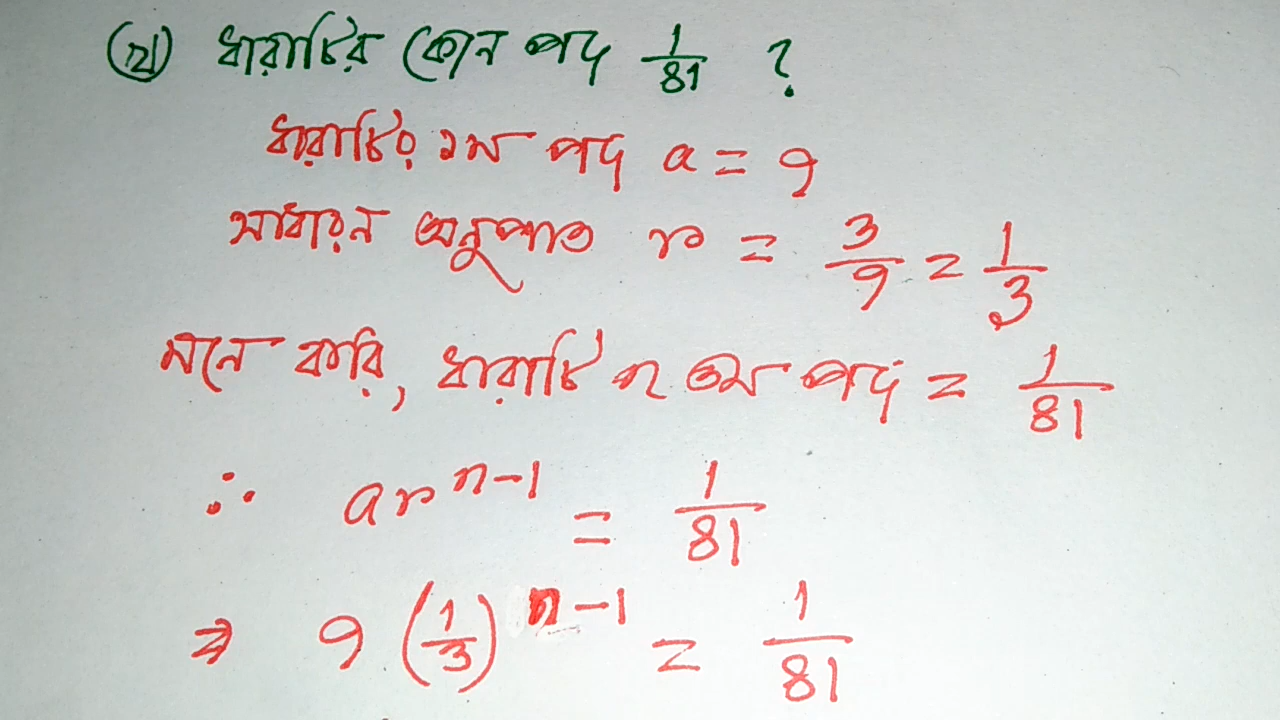 (খ) ধারাটির কোন পদ 1/81 ?
ধারাটির ১ম পদ a = 9
সাধারন অনুপাত r = 3/9 = 1/3
মনে করি, ধারাটি n তম পদ = 1/81
∴ ar^(n-1) = 1/81
⇒ 9 (1/3)^(n-1) = 1/81